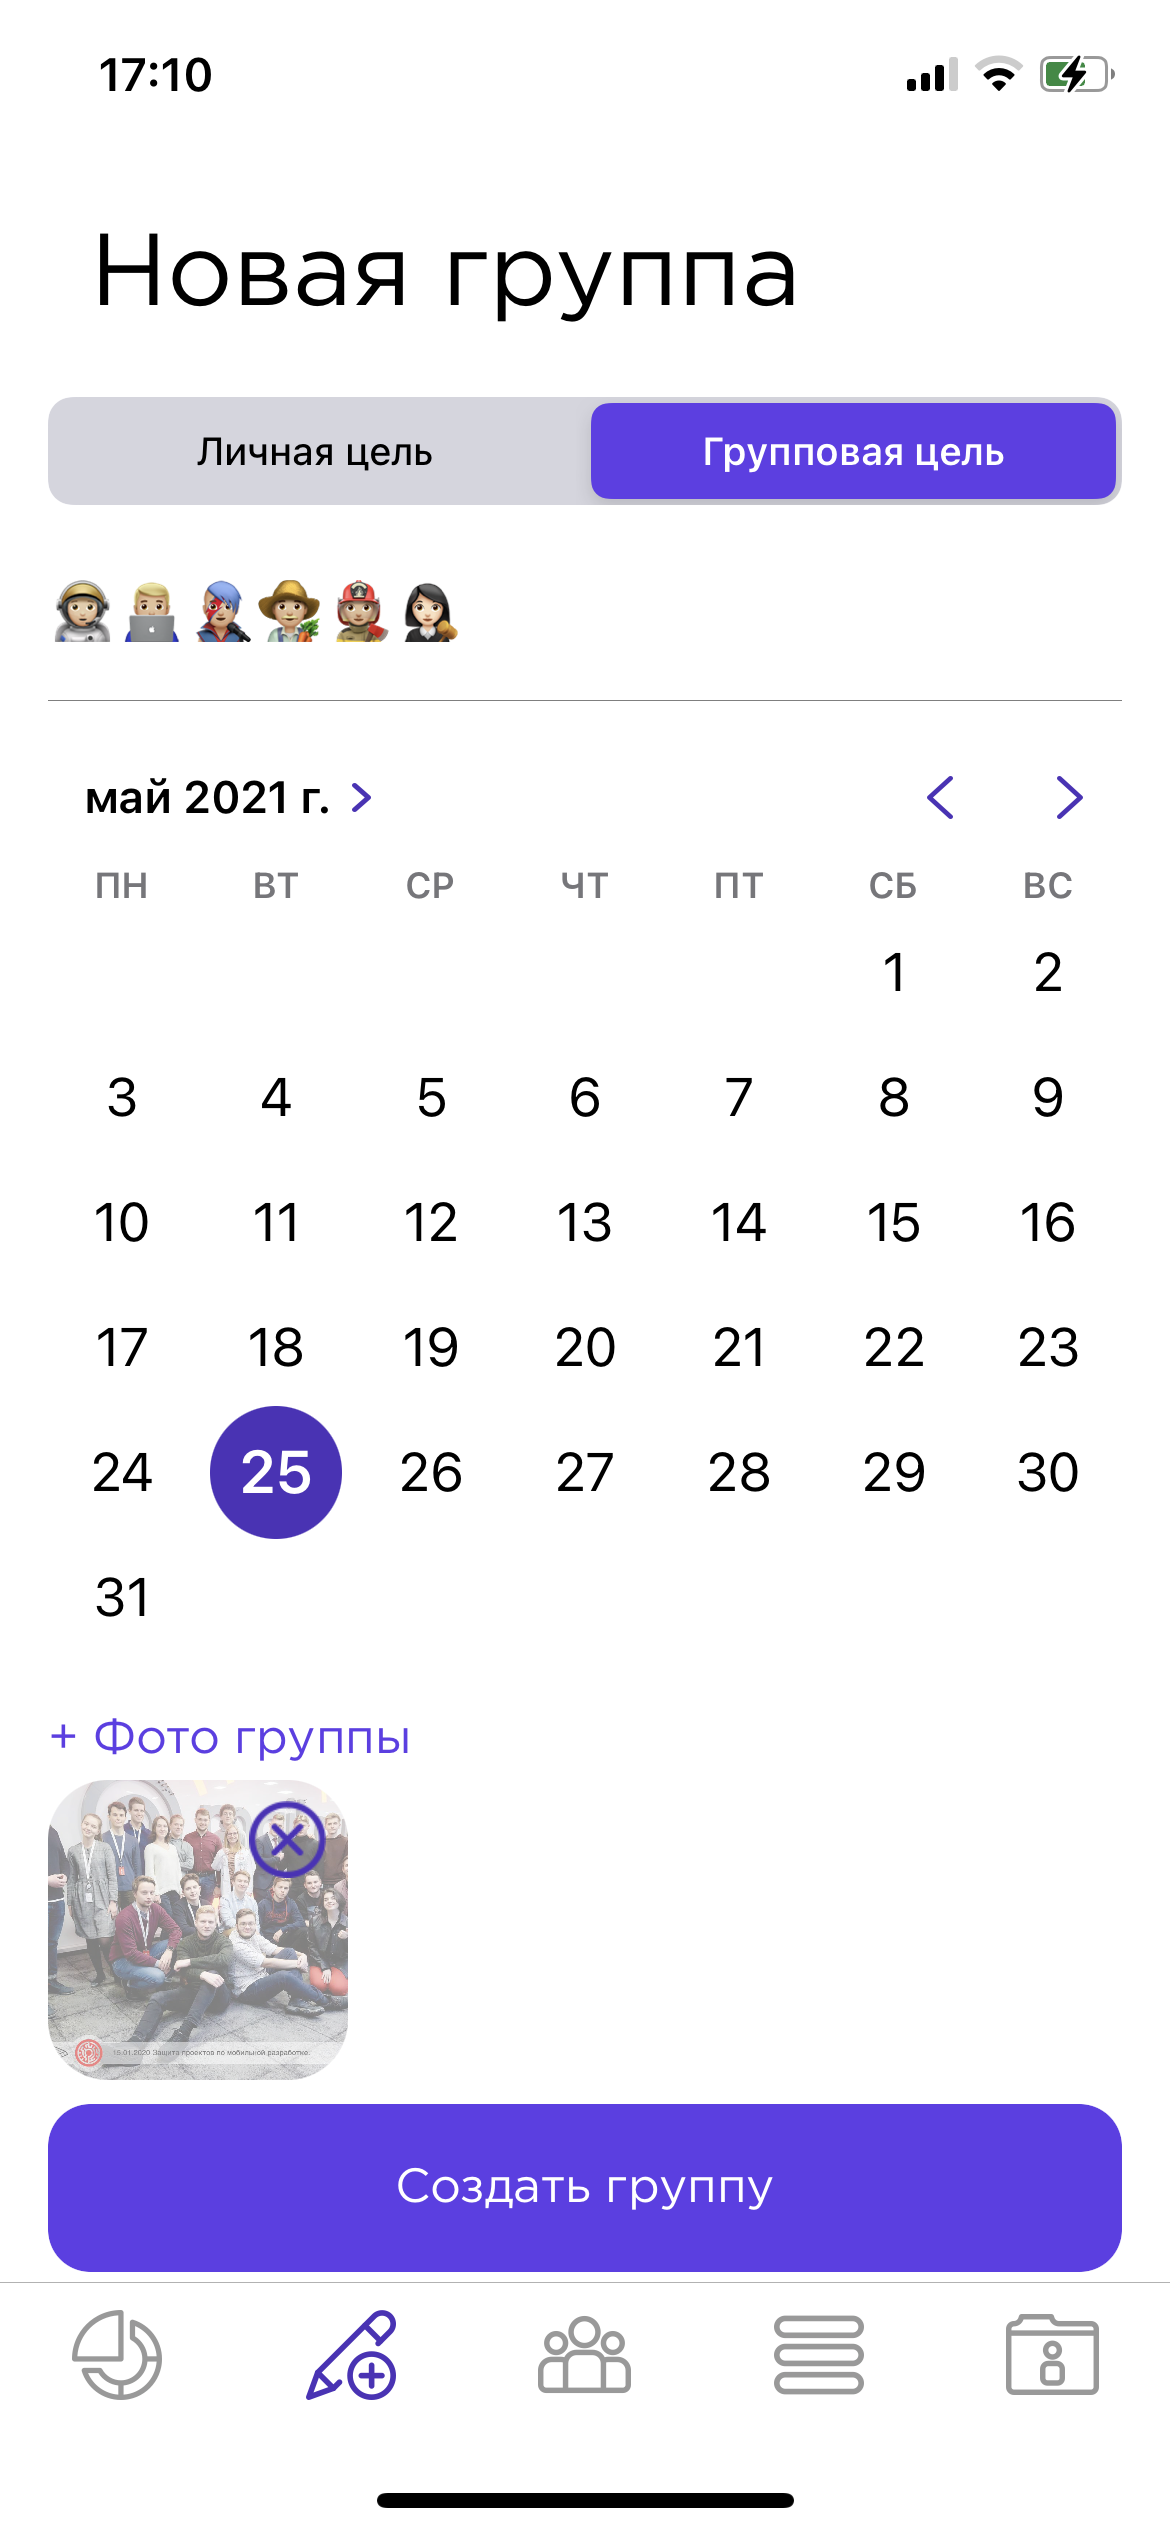 17:10
Новая группа
Личная цель Групповая цель
май 2021 г.
ПН ВТ СР ЧТ ПТ СБ ВС
1 2
3 4 5 6 7 8 9
10 11 12 13 14 15 16
17 18 19 20 21 22 23
24 25 26 27 28 29 30
31
+ Фото группы
16.01.2020 Защита проектов по мобильной разработке.
Создать группу